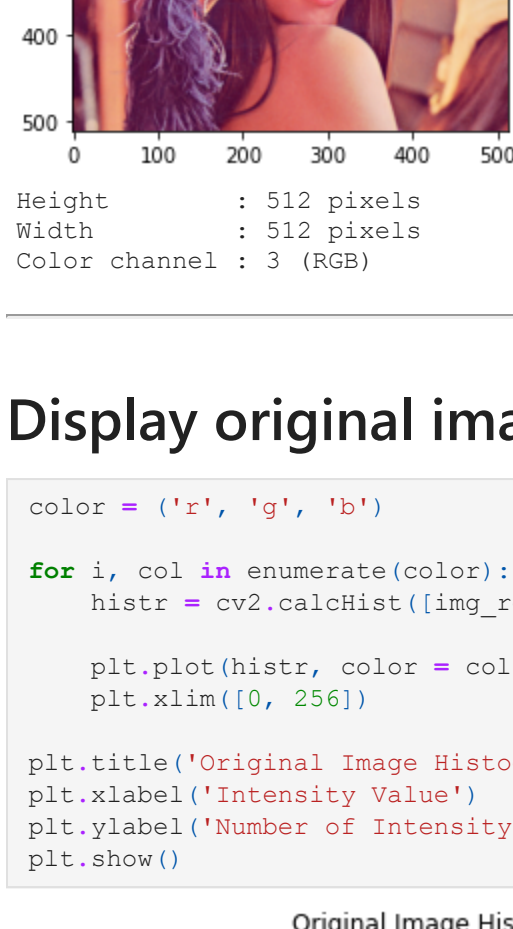 400
500
0 100 200 300 400 500
Height : 512 pixels
Width : 512 pixels
Color channel : 3 (RGB)
Display original ima
color = ('r', 'g', 'b')
for i, col in enumerate(color):
histr = cv2.calcHist([img_r
plt.plot(histr, color = col
plt.xlim([0, 256])
plt.title('Original Image Histo
plt.xlabel('Intensity Value')
plt.ylabel('Number of Intensity
plt.show()
Original Image His